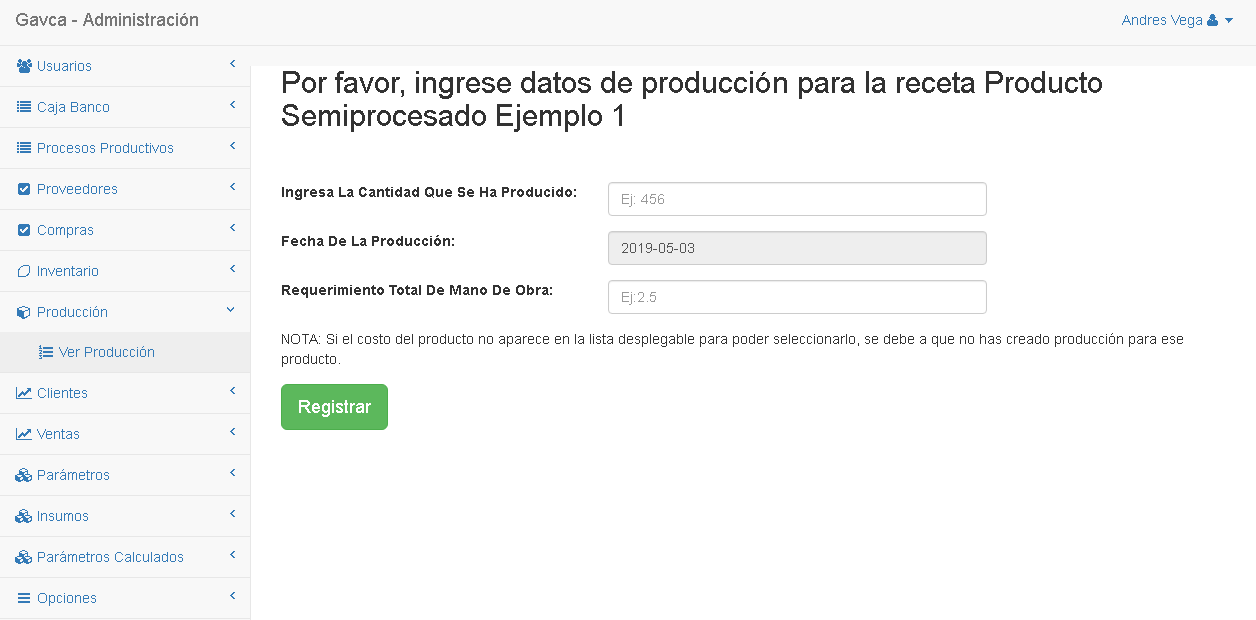 Gavca - Administración
Andres Vega
Usuarios
Caja Banco
Procesos Productivos
Proveedores
Compras
Inventario
Producción
Ver Producción
Clientes
Ventas
Parámetros
Insumos
Parámetros Calculados
Opciones
Por favor, ingrese datos de producción para la receta Producto
Semiprocesado Ejemplo 1
Ingresa La Cantidad Que Se Ha Producido:
Ej: 456
Fecha De La Producción:
2019-05-03
Requerimiento Total De Mano De Obra:
Ej:2.5
NOTA: Si el costo del producto no aparece en la lista desplegable para poder seleccionarlo, se debe a que no has creado producción para ese
producto.
Registrar